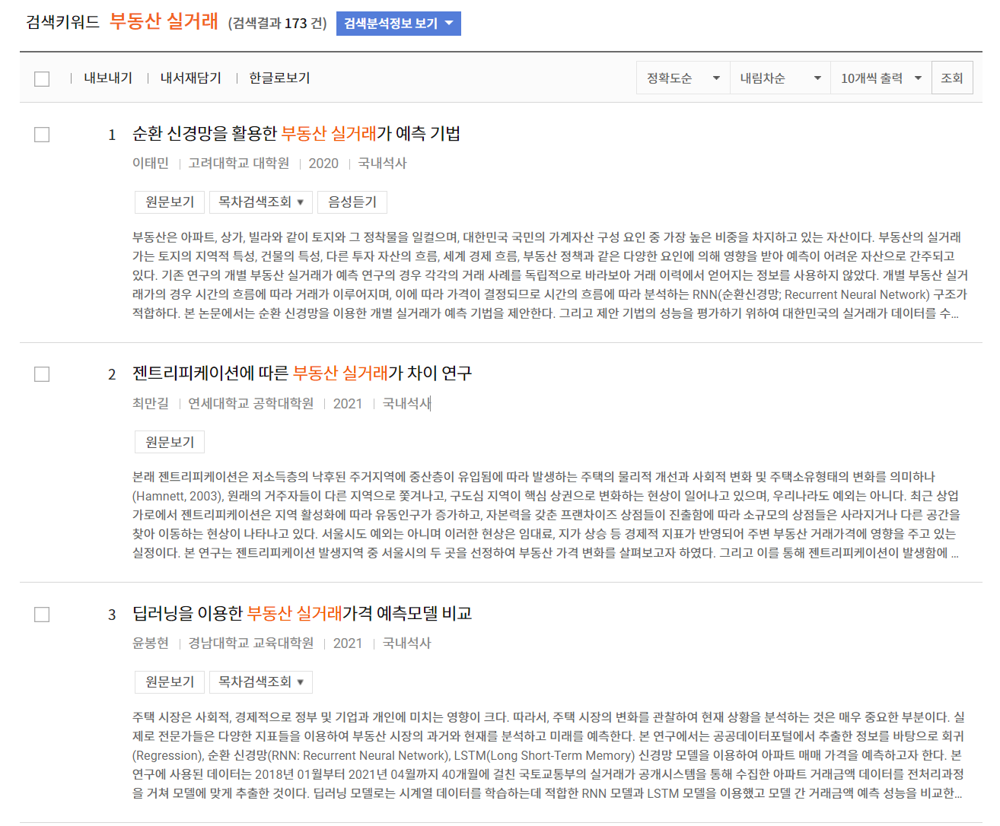 검색키워드 부동산 실거래 (검색결과 173 건) 검색분석정보 보기
내보내기 내서재담기 한글로보기 정확도순 내림차순 10개씩 출력 조회
1 순환 신경망을 활용한 부동산 실거래가 예측 기법
이태민 고려대학교 대학원 2020 국내석사
원문보기 목차검색조회 ▼ 음성듣기
부동산은 아파트, 상가, 빌라와 같이 토지와 그 정착물을 일컬으며, 대한민국 국민의 가계자산 구성 요인 중 가장 높은 비중을 차지하고 있는 자산이다. 부동산의 실거래
가는 토지의 지역적 특성, 건물의 특성, 다른 투자 자산의 흐름, 세계 경제 흐름, 부동산 정책과 같은 다양한 요인에 의해 영향을 받아 예측이 어려운 자산으로 간주되고
있다. 기존 연구의 개별 부동산 실거래가 예측 연구의 경우 각각의 거래 사례를 독립적으로 바라보아 거래 이력에서 얻어지는 정보를 사용하지 않았다. 개별 부동산 실거
래가의 경우 시간의 흐름에 따라 거래가 이루어지며, 이에 따라 가격이 결정되므로 시간의 흐름에 따라 분석하는 RNN(순환신경망; Recurrent Neural Network) 구조가
적합하다. 본 논문에서는 순환 신경망을 이용한 개별 실거래가 예측 기법을 제안한다. 그리고 제안 기법의 성능을 평가하기 위하여 대한민국의 실거래가 데이터를 수...
2 젠트리피케이션에 따른 부동산 실거래가 차이 연구
최만길 연세대학교 공학대학원 2021 국내석사
원문보기
본래 젠트리피케이션은 저소득층의 낙후된 주거지역에 중산층이 유입됨에 따라 발생하는 주택의 물리적 개선과 사회적 변화 및 주택소유형태의 변화를 의미하나
(Hamnett, 2003), 원래의 거주자들이 다른 지역으로 쫓겨나고, 구도심 지역이 핵심 상권으로 변화하는 현상이 일어나고 있으며, 우리나라도 예외는 아니다. 최근 상업
가로에서 젠트리피케이션은 지역 활성화에 따라 유동인구가 증가하고, 자본력을 갖춘 프랜차이즈 상점들이 진출함에 따라 소규모의 상점들은 사라지거나 다른 공간을
찾아 이동하는 현상이 나타나고 있다. 서울시도 예외는 아니며 이러한 현상은 임대료, 지가 상승 등 경제적 지표가 반영되어 주변 부동산 거래가격에 영향을 주고 있는
실정이다. 본 연구는 젠트리피케이션 발생지역 중 서울시의 두 곳을 선정하여 부동산 가격 변화를 살펴보고자 하였다. 그리고 이를 통해 젠트리피케이션이 발생함에 ...
3 딥러닝을 이용한 부동산 실거래가격 예측모델 비교
윤봉현 경남대학교 교육대학원 2021 국내석사
원문보기 목차검색조회 ▼
주택 시장은 사회적, 경제적으로 정부 및 기업과 개인에 미치는 영향이 크다. 따라서, 주택 시장의 변화를 관찰하여 현재 상황을 분석하는 것은 매우 중요한 부분이다. 실
제로 전문가들은 다양한 지표들을 이용하여 부동산 시장의 과거와 현재를 분석하고 미래를 예측한다. 본 연구에서는 공공데이터포털에서 추출한 정보를 바탕으로 회귀
(Regression), 순환 신경망(RNN: Recurrent Neural Network), LSTM(Long Short-Term Memory) 신경망 모델을 이용하여 아파트 매매 가격을 예측하고자 한다. 본
연구에 사용된 데이터는 2018년 01월부터 2021년 04월까지 40개월에 걸친 국토교통부의 실거래가 공개시스템을 통해 수집한 아파트 거래금액 데이터를 전처리과정
을 거쳐 모델에 맞게 추출한 것이다. 딥러닝 모델로는 시계열 데이터를 학습하는데 적합한 RNN 모델과 LSTM 모델을 이용했고 모델 간 거래금액 예측 성능을 비교한...